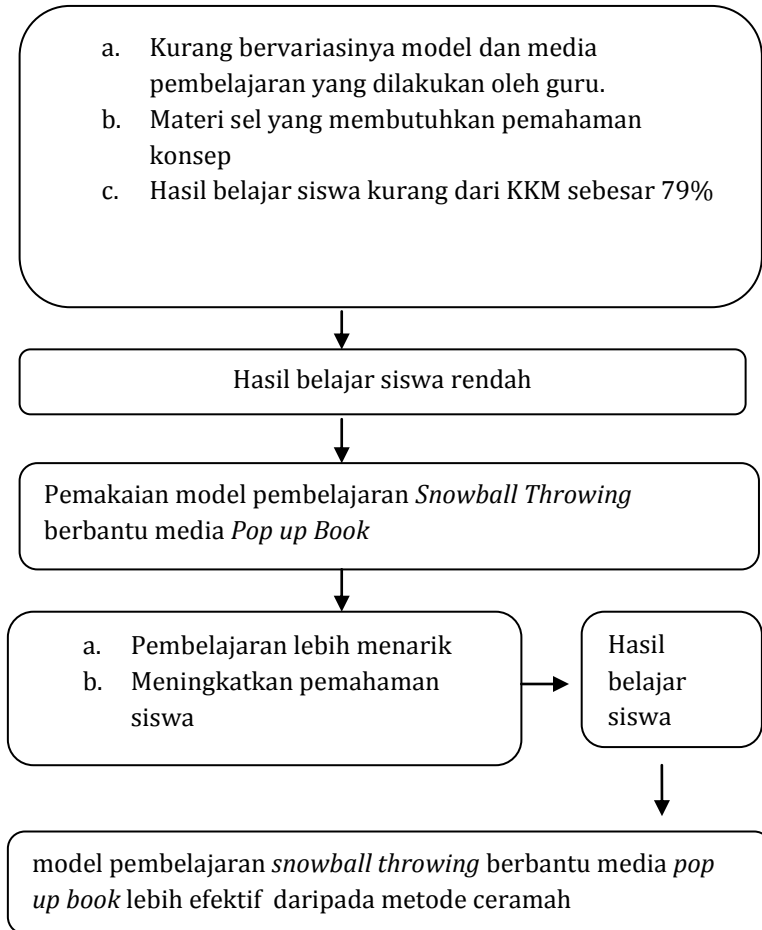 a. Kurang bervariasinya model dan media
pembelajaran yang dilakukan oleh guru.
b. Materi sel yang membutuhkan pemahaman
konsep
c. Hasil belajar siswa kurang dari KKM sebesar 79%
Hasil belajar siswa rendah
Pemakaian model pembelajaran Snowball Throwing
berbantu media Pop up Book
a. Pembelajaran lebih menarik
b. Meningkatkan pemahaman
siswa
Hasil
belajar
siswa
model pembelajaran snowball throwing berbantu media pop
up book lebih efektif daripada metode ceramah